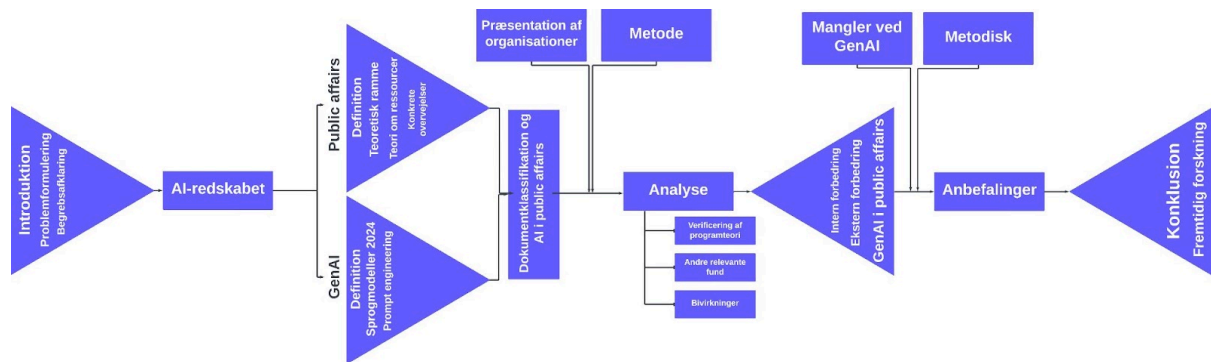 Introduktion
Problemformulering
Begrebsafklaring
AI-redskabet
Public affairs
Definition
Teoretisk ramme
Teori om ressourcer
Konkrete
overvejelser
GenAI
Definition
Sprogmodeller 2024
Prompt engineering
Dokumentklassifikation og
AI i public affairs
Præsentation af
organisationer
Metode
Analyse
Verificering af
programteori
Andre relevante
fund
Bivirkninger
Intern forbedring
Ekstern forbedring
GenAI i public affairs
Mangler ved
GenAI
Metodisk
Anbefalinger
Konklusion
Fremtidig forskning